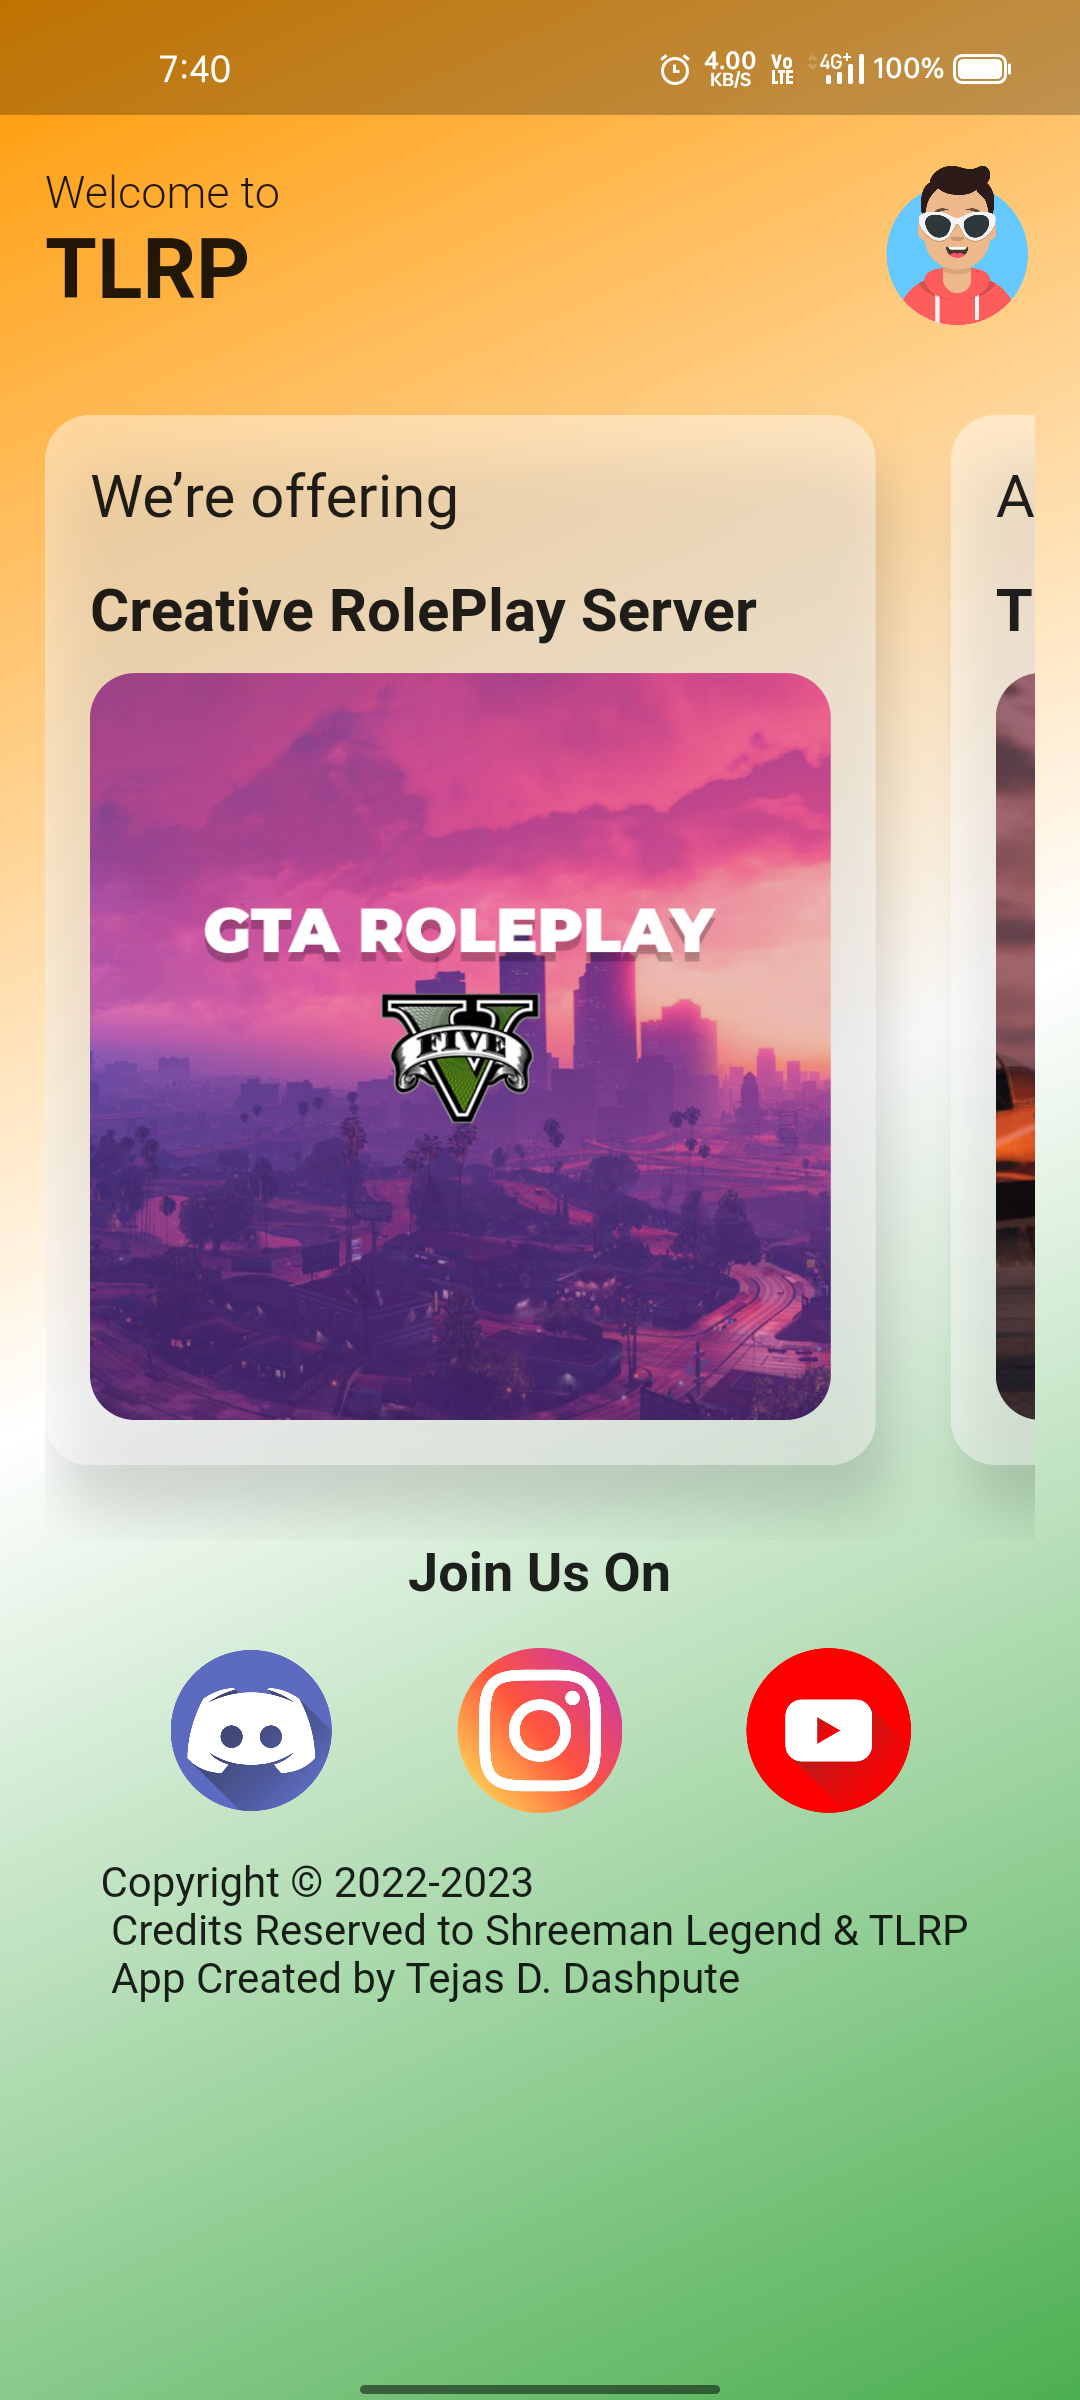 7:40
4.00 KB/S Vo LTE 4G+ 100%
Welcome to
TLRP
We’re offering
A
Creative RolePlay Server
T
GTA ROLEPLAY
FIVE
Join Us On
Copyright © 2022-2023
Credits Reserved to Shreeman Legend & TLRP
App Created by Tejas D. Dashpute